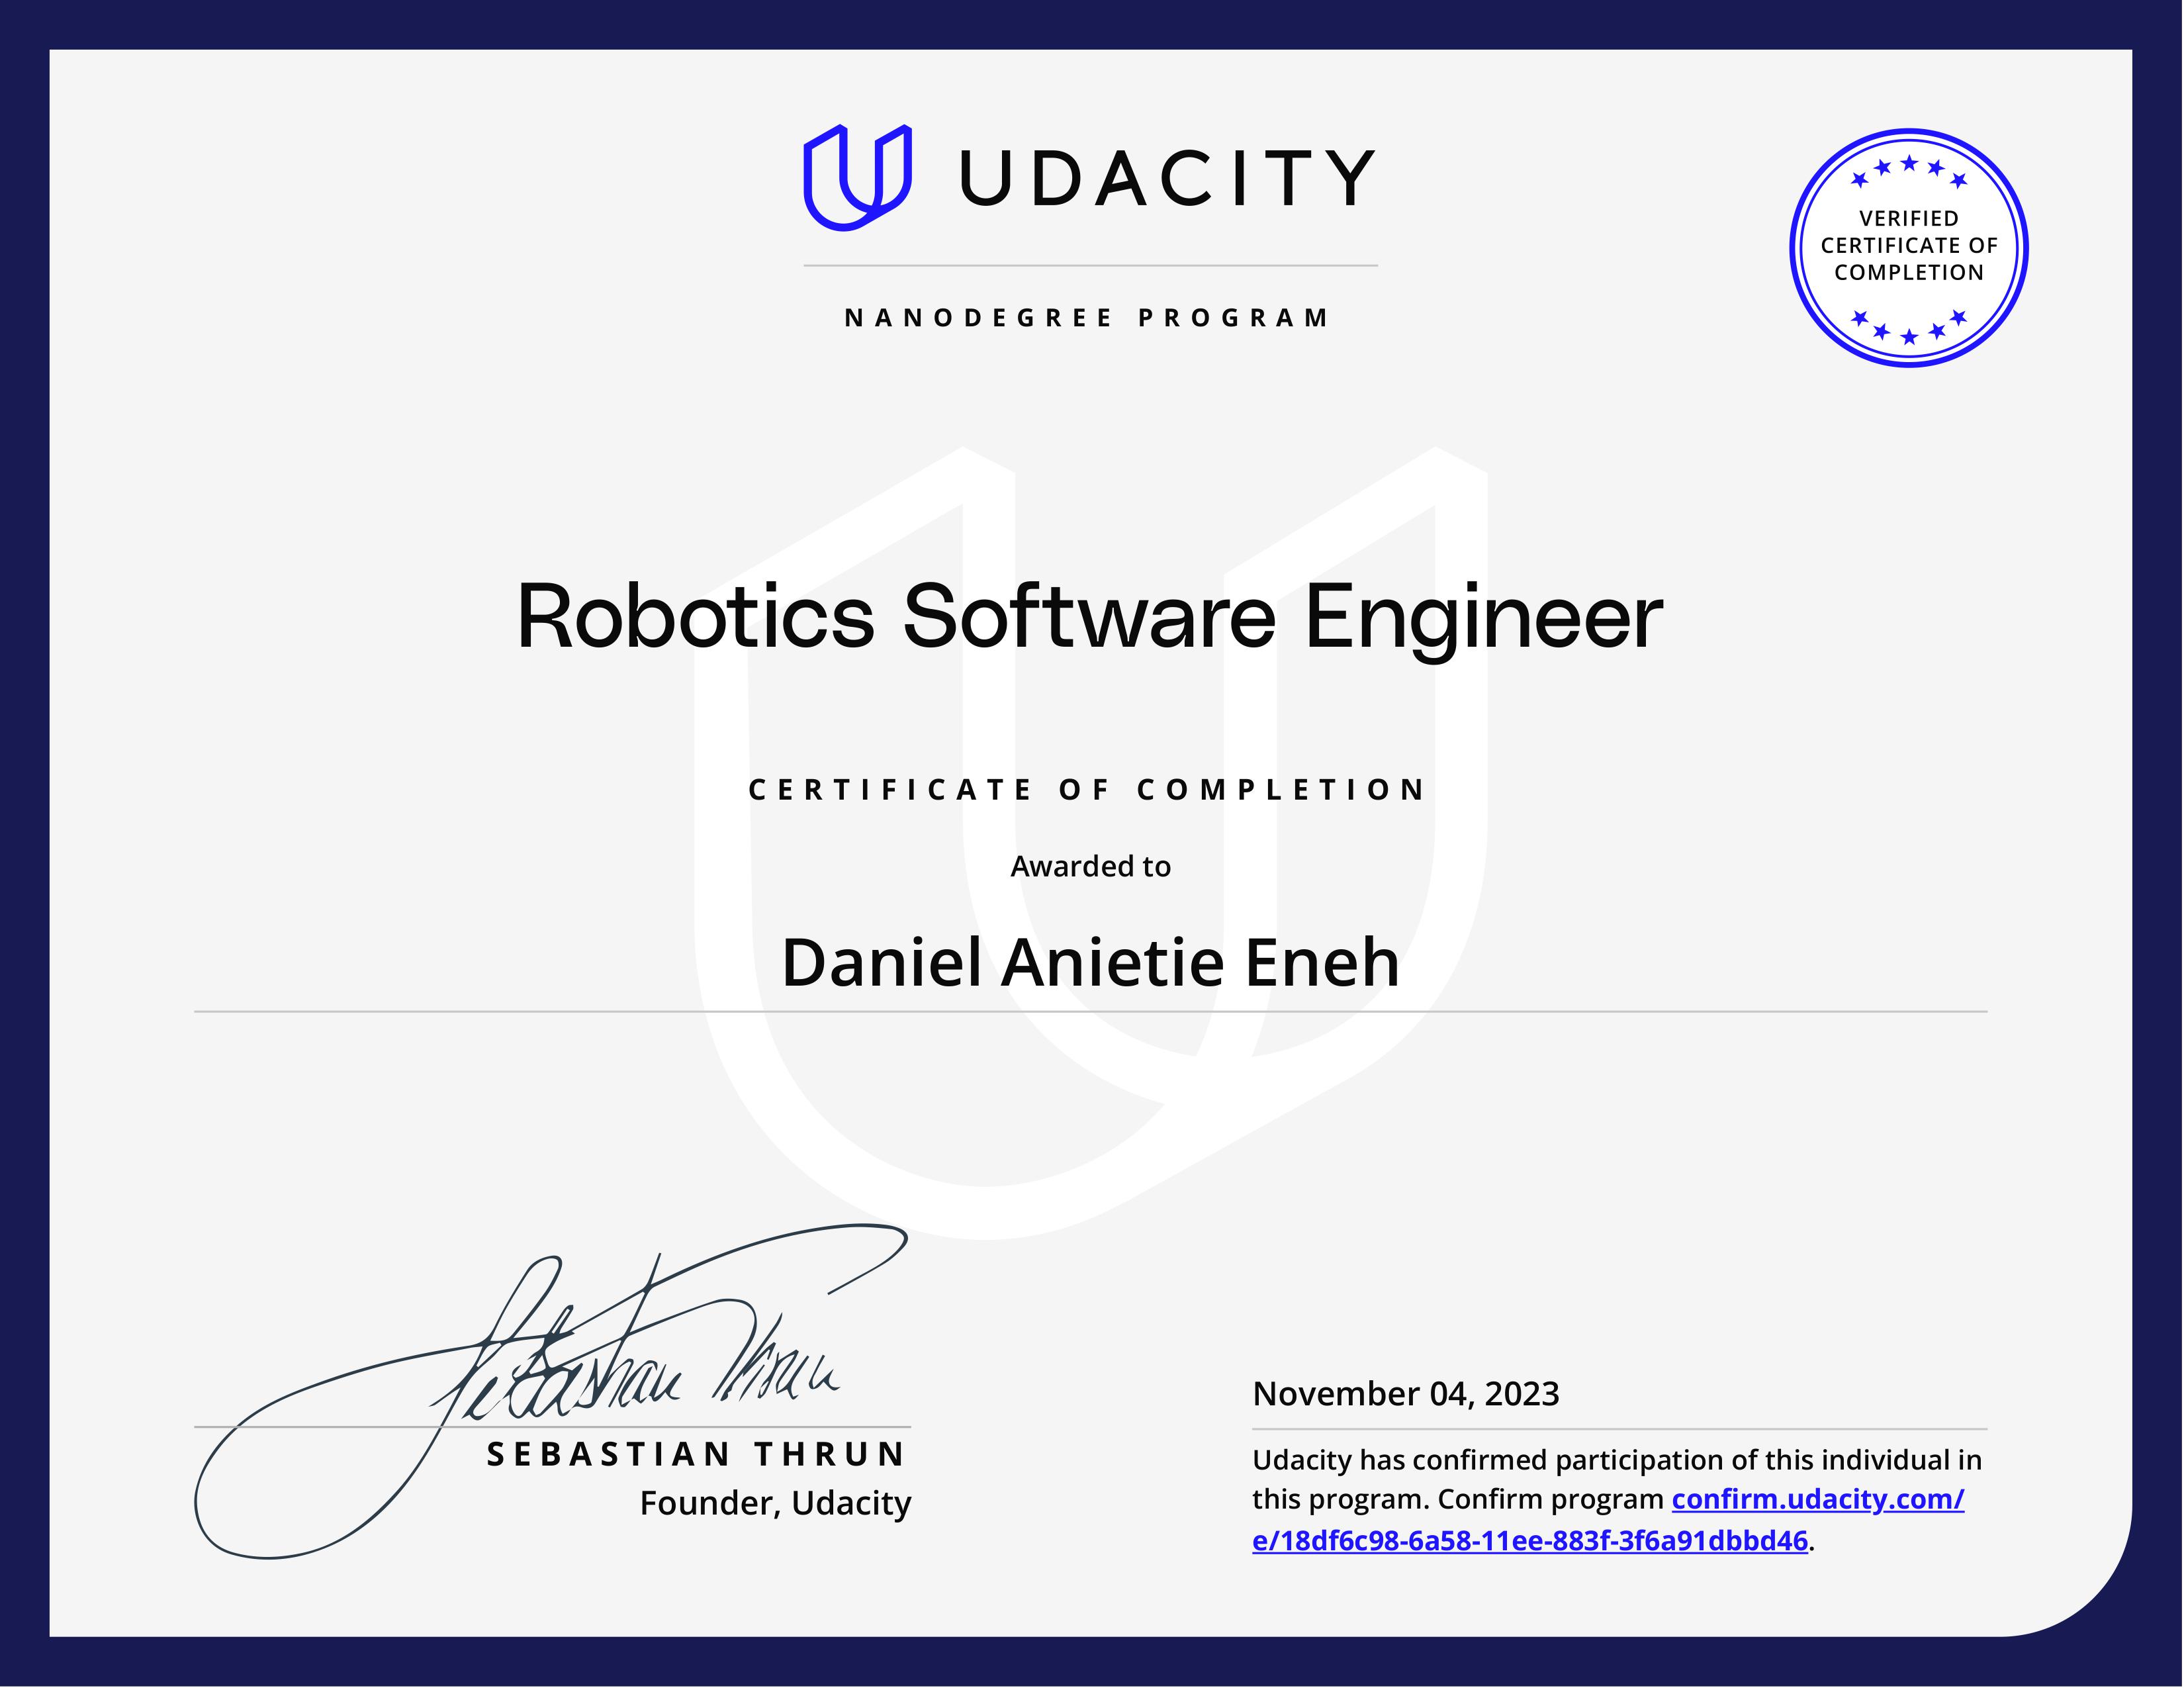 UDACITY
VERIFIED
CERTIFICATE OF
COMPLETION
NANODEGREE PROGRAM
Robotics Software Engineer
CERTIFICATE OF COMPLETION
Awarded to
Daniel Anietie Eneh
Sebastian Thrun
SEBASTIAN THRUN
Founder, Udacity
November 04, 2023
Udacity has confirmed participation of this individual in
this program. Confirm program confirm.udacity.com/
e/18df6c98-6a58-11ee-883f-3f6a91dbbd46.